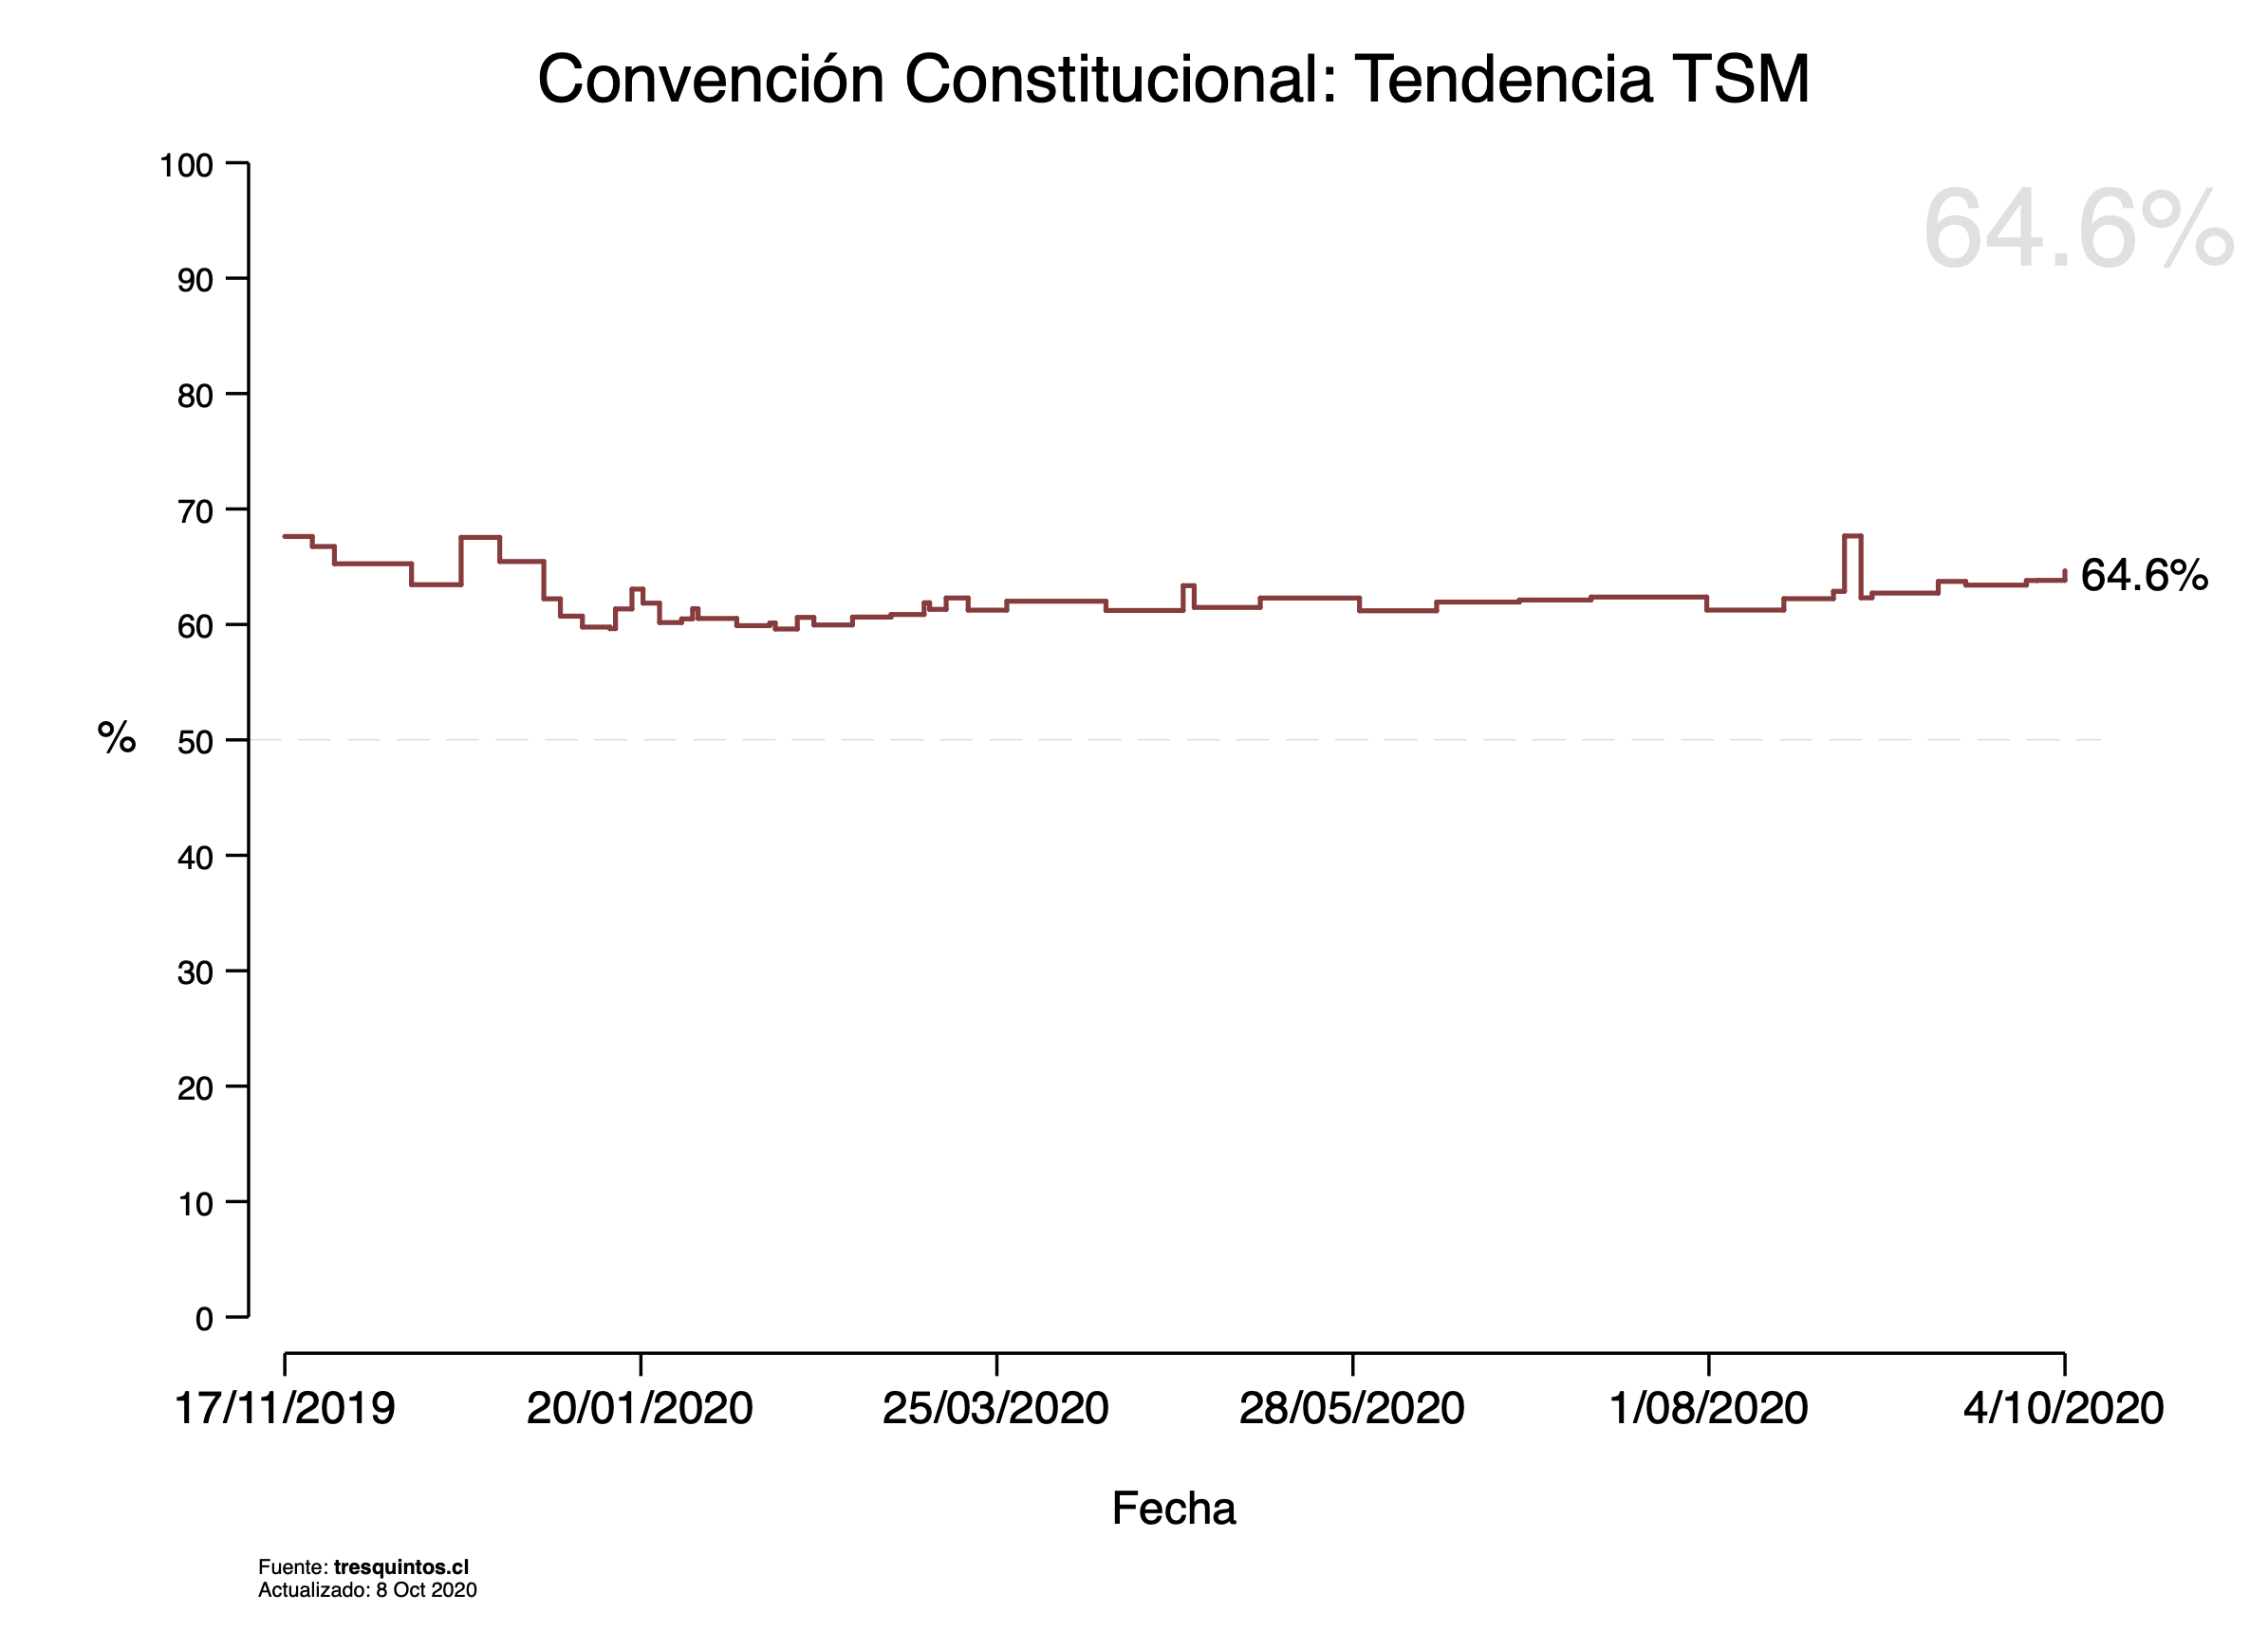 Convención Constitucional: Tendencia TSM
64.6%
100
90
80
70
60
50
40
30
20
10
0
%
64.6%
17/11/2019 20/01/2020 25/03/2020 28/05/2020 1/08/2020 4/10/2020
Fecha
Fuente: tresquintos.cl
Actualizado: 8 Oct 2020